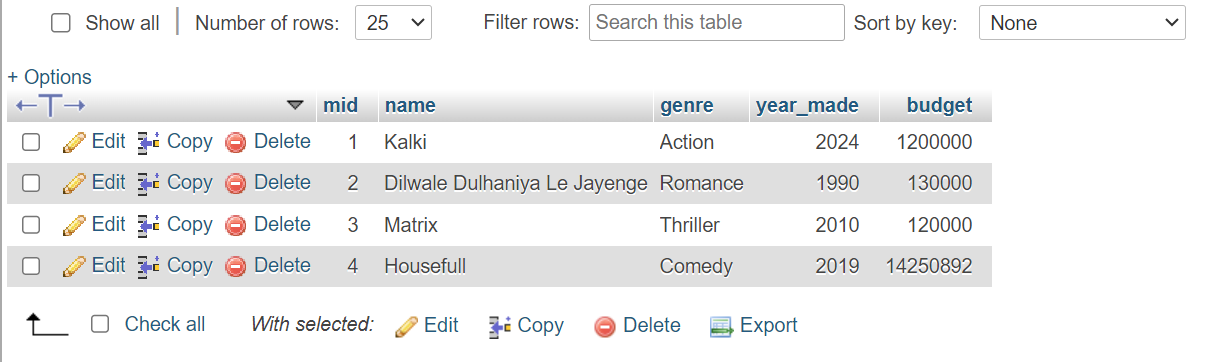 Show all | Number of rows: 25 Filter rows: Search this table Sort by key: None
+ Options
←T→ mid name genre year_made budget
Edit Copy Delete 1 Kalki Action 2024 1200000
Edit Copy Delete 2 Dilwale Dulhaniya Le Jayenge Romance 1990 130000
Edit Copy Delete 3 Matrix Thriller 2010 120000
Edit Copy Delete 4 Housefull Comedy 2019 14250892
Check all With selected: Edit Copy Delete Export